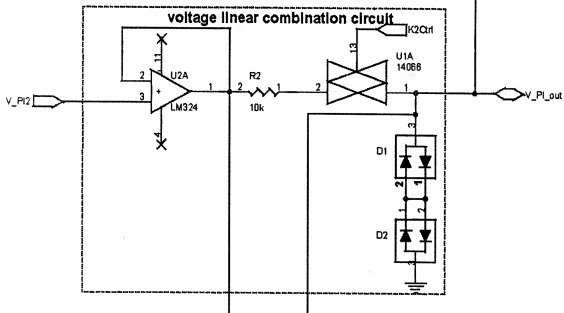 voltage linear combination circuit
K2Ctrl
13
11
U1A
14066
2
U2A
R2
V_PI2
3
+
LM324
1
2
1
10k
2
1
V_PI_out
4
3
D1
2
1
1
2
D2
3